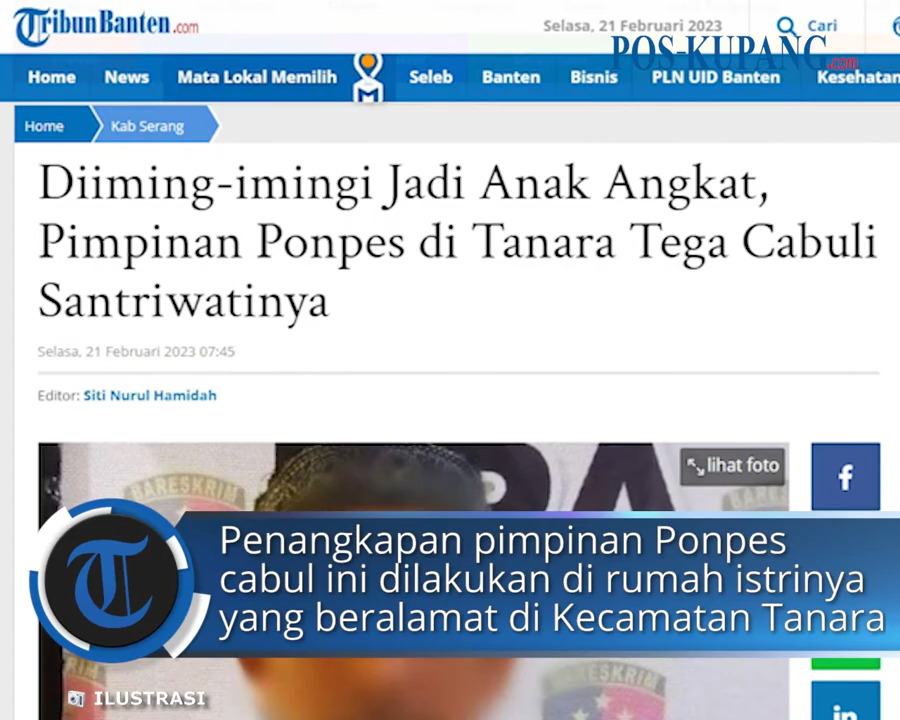 TribunBanten.com
Selasa, 21 Februari 2023
Cari
POS-KUPANG.com
Home News Mata Lokal Memilih M Seleb Banten Bisnis PLN UID Banten Kesehatan
Home Kab Serang
Diiming-imingi Jadi Anak Angkat,
Pimpinan Ponpes di Tanara Tega Cabuli
Santriwatinya
Selasa, 21 Februari 2023 07:45
Editor: Siti Nurul Hamidah
lihat foto
f
BARESKRIM
Penangkapan pimpinan Ponpes
cabul ini dilakukan di rumah istrinya
yang beralamat di Kecamatan Tanara
T
ILUSTRASI
in